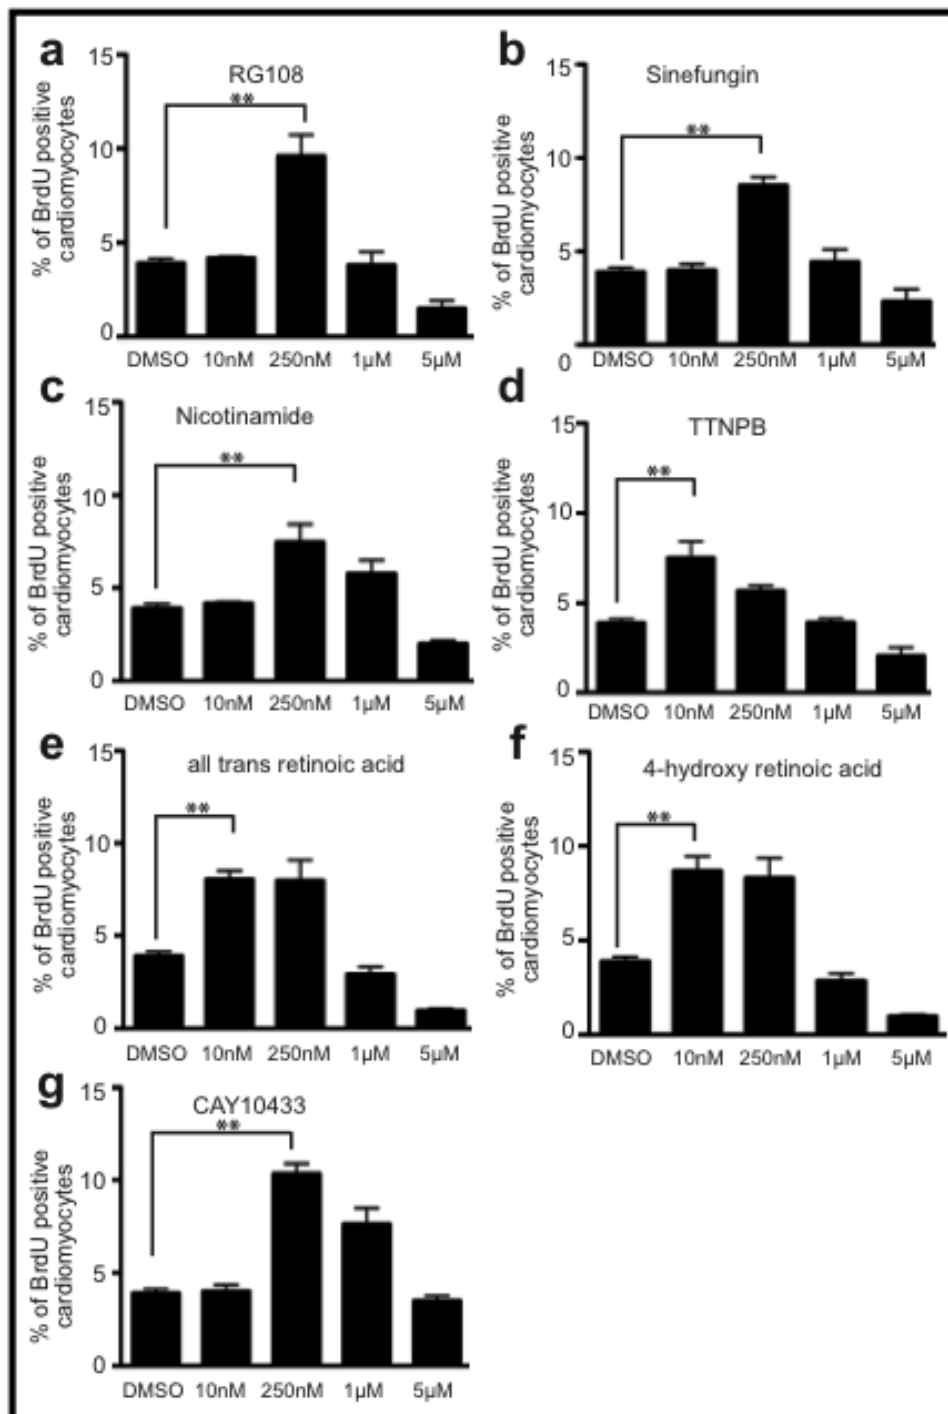 a
RG108
**
15
10
5
0
% of BrdU positive
cardiomyocytes
DMSO 10nM 250nM 1µM 5µM
b
Sinefungin
**
15
10
5
0
% of BrdU positive
cardiomyocytes
DMSO 10nM 250nM 1µM 5µM
c
Nicotinamide
**
15
10
5
0
% of BrdU positive
cardiomyocytes
DMSO 10nM 250nM 1µM 5µM
d
TTNPB
**
15
10
5
0
% of BrdU positive
cardiomyocytes
DMSO 10nM 250nM 1µM 5µM
e
all trans retinoic acid
**
15
10
5
0
% of BrdU positive
cardiomyocytes
DMSO 10nM 250nM 1µM 5µM
f
4-hydroxy retinoic acid
**
15
10
5
0
% of BrdU positive
cardiomyocytes
DMSO 10nM 250nM 1µM 5µM
g
CAY10433
**
15
10
5
0
% of BrdU positive
cardiomyocytes
DMSO 10nM 250nM 1µM 5µM